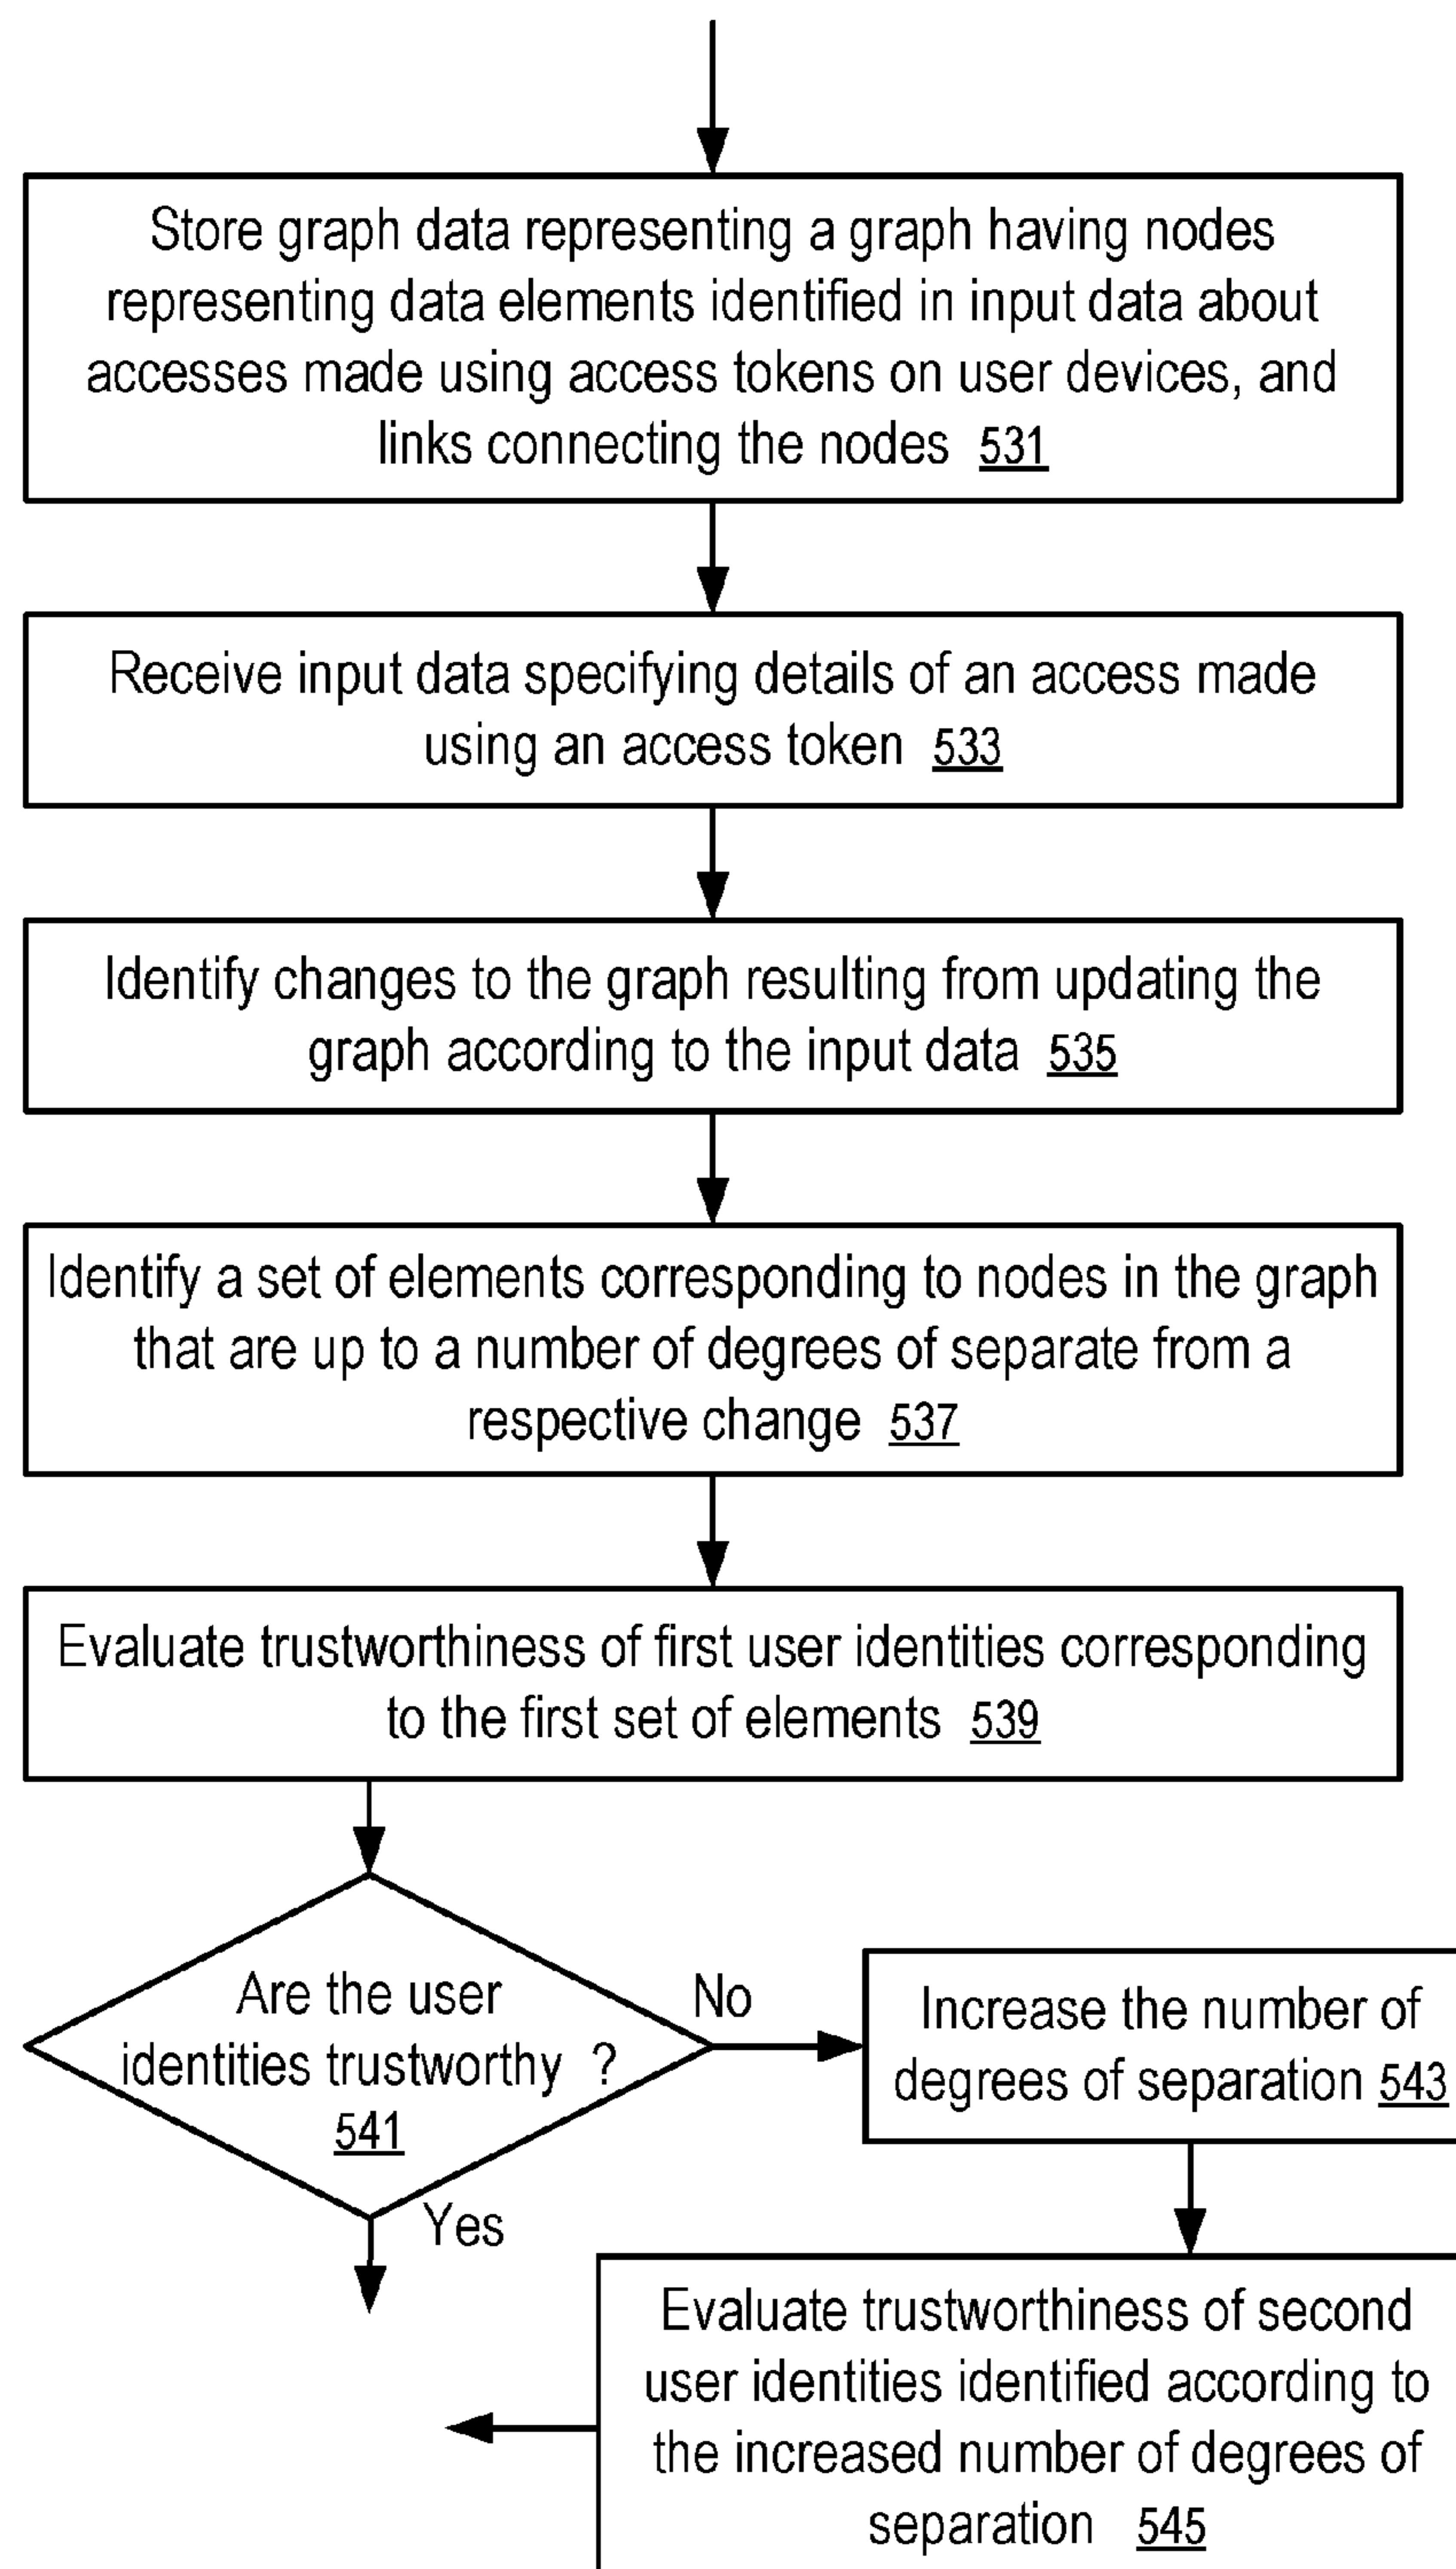 Store graph data representing a graph having nodes
representing data elements identified in input data about
accesses made using access tokens on user devices, and
links connecting the nodes 531
Receive input data specifying details of an access made
using an access token 533
Identify changes to the graph resulting from updating the
graph according to the input data 535
Identify a set of elements corresponding to nodes in the graph
that are up to a number of degrees of separate from a
respective change 537
Evaluate trustworthiness of first user identities corresponding
to the first set of elements 539
Are the user
identities trustworthy ?
541
No
Increase the number of
degrees of separation 543
Yes
Evaluate trustworthiness of second
user identities identified according to
the increased number of degrees of
separation 545